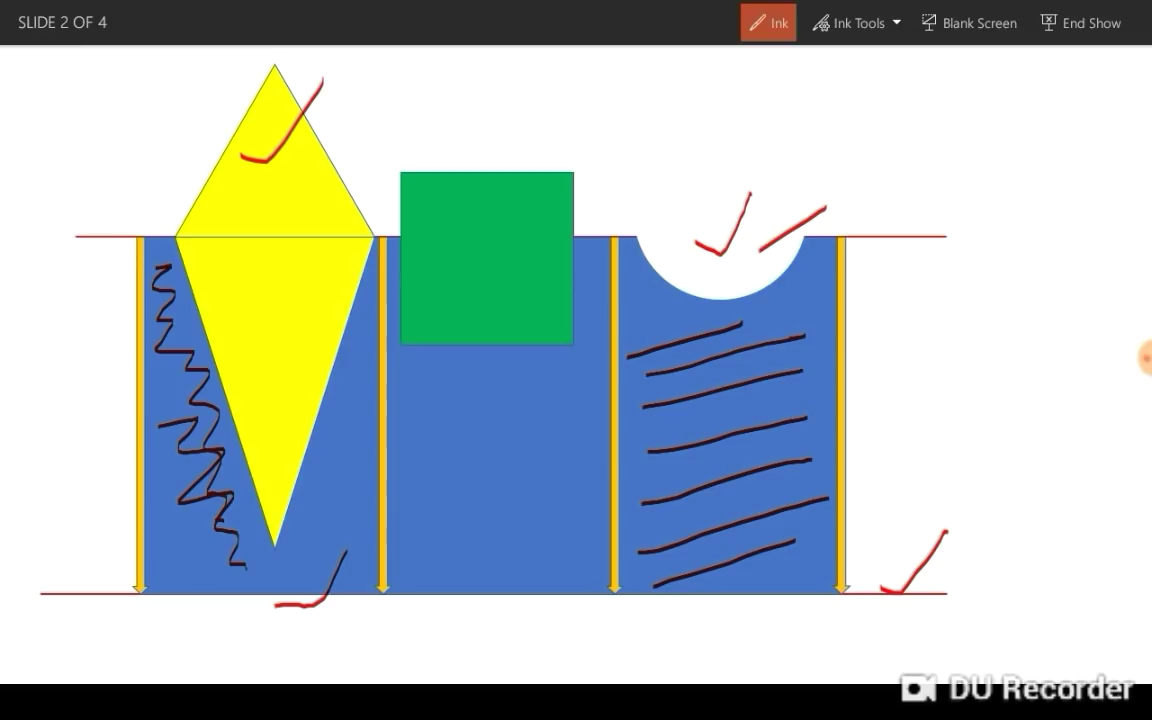 SLIDE 2 OF 4
Ink
Ink Tools
Blank Screen
End Show
DU Recorder